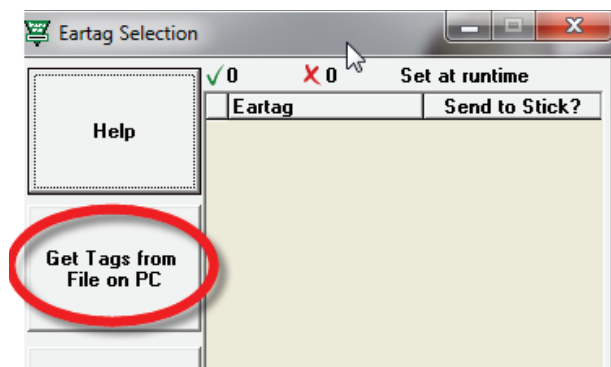 Eartag Selection
0 0 Set at runtime
Eartag Send to Stick?
Help
Get Tags from
File on PC